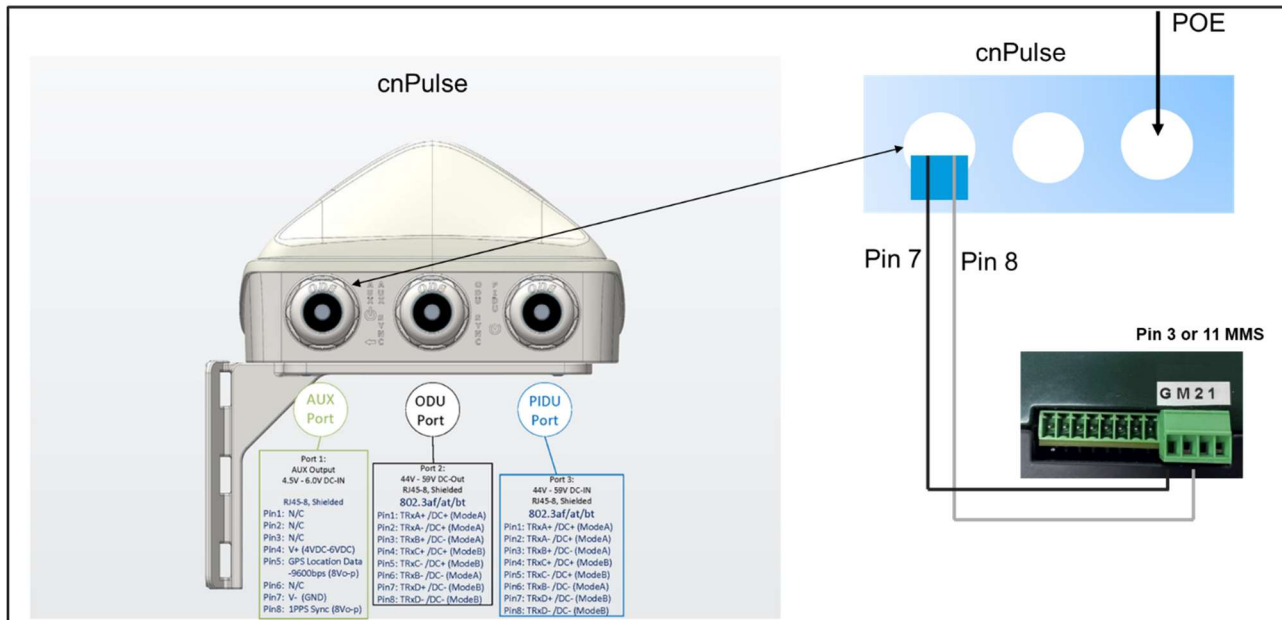 cnPulse
AUX
Port
ODU
Port
PIDU
Port
Port 1:
AUX Output
4.5V - 6.0V DC-IN
RJ45-8, Shielded
Pin1: N/C
Pin2: N/C
Pin3: N/C
Pin4: V+ (4VDC-6VDC)
Pin5: GPS Location Data
-9600bps (8Vo-p)
Pin6: N/C
Pin7: V- (GND)
Pin8: 1PPS Sync (8Vo-p)
Port 2:
44V - 59V DC-Out
RJ45-8, Shielded
802.3af/at/bt
Pin1: TRxA+ /DC+ (ModeA)
Pin2: TRxA- /DC+ (ModeA)
Pin3: TRxB+ /DC- (ModeA)
Pin4: TRxC+ /DC+ (ModeB)
Pin5: TRxC- /DC+ (ModeB)
Pin6: TRxB- /DC- (ModeA)
Pin7: TRxD+ /DC- (ModeB)
Pin8: TRxD- /DC- (ModeB)
Port 3:
44V - 59V DC-IN
RJ45-8, Shielded
802.3af/at/bt
Pin1: TRxA+ /DC+ (ModeA)
Pin2: TRxA- /DC+ (ModeA)
Pin3: TRxB+ /DC- (ModeA)
Pin4: TRxC+ /DC+ (ModeB)
Pin5: TRxC- /DC+ (ModeB)
Pin6: TRxB- /DC- (ModeA)
Pin7: TRxD+ /DC- (ModeB)
Pin8: TRxD- /DC- (ModeB)
POE
cnPulse
Pin 7
Pin 8
Pin 3 or 11 MMS
G M 2 1